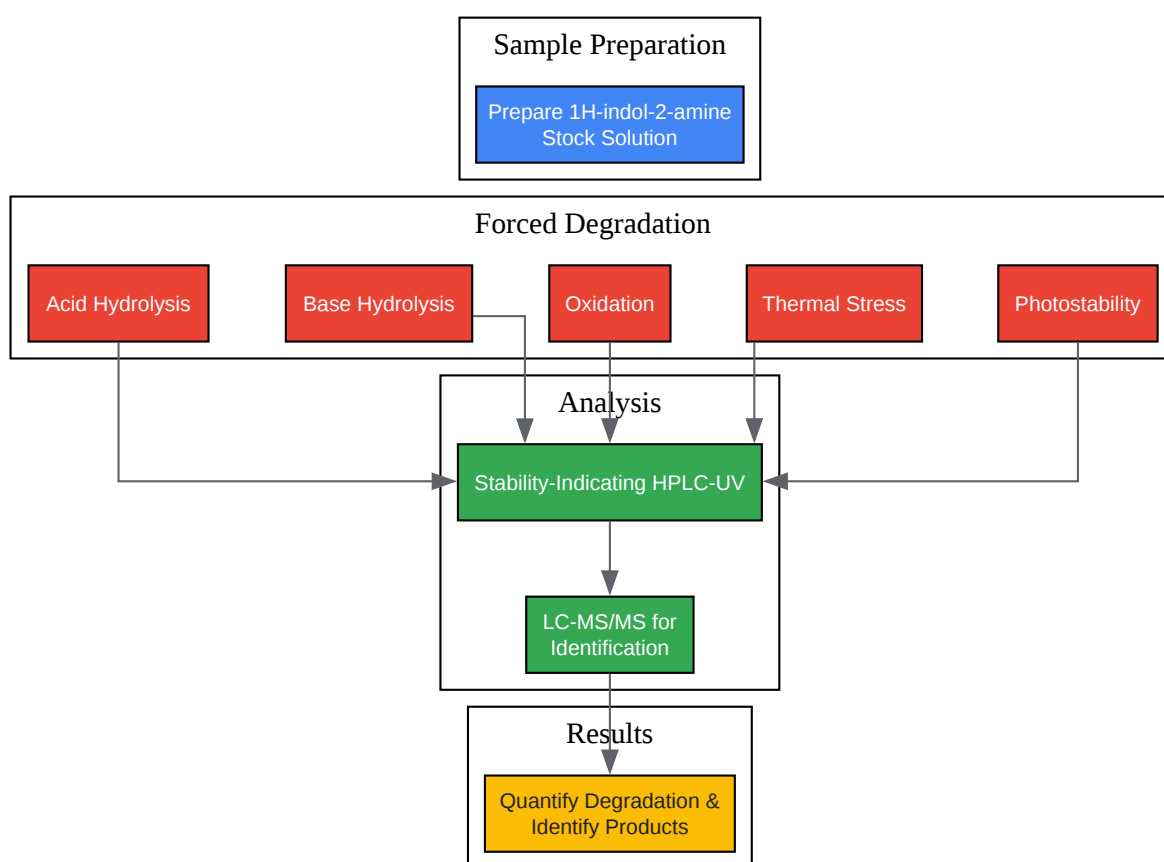 Sample Preparation
Prepare 1H-indol-2-amine
Stock Solution
Forced Degradation
Acid Hydrolysis
Base Hydrolysis
Oxidation
Thermal Stress
Photostability
Analysis
Stability-Indicating HPLC-UV
LC-MS/MS for
Identification
Results
Quantify Degradation &
Identify Products